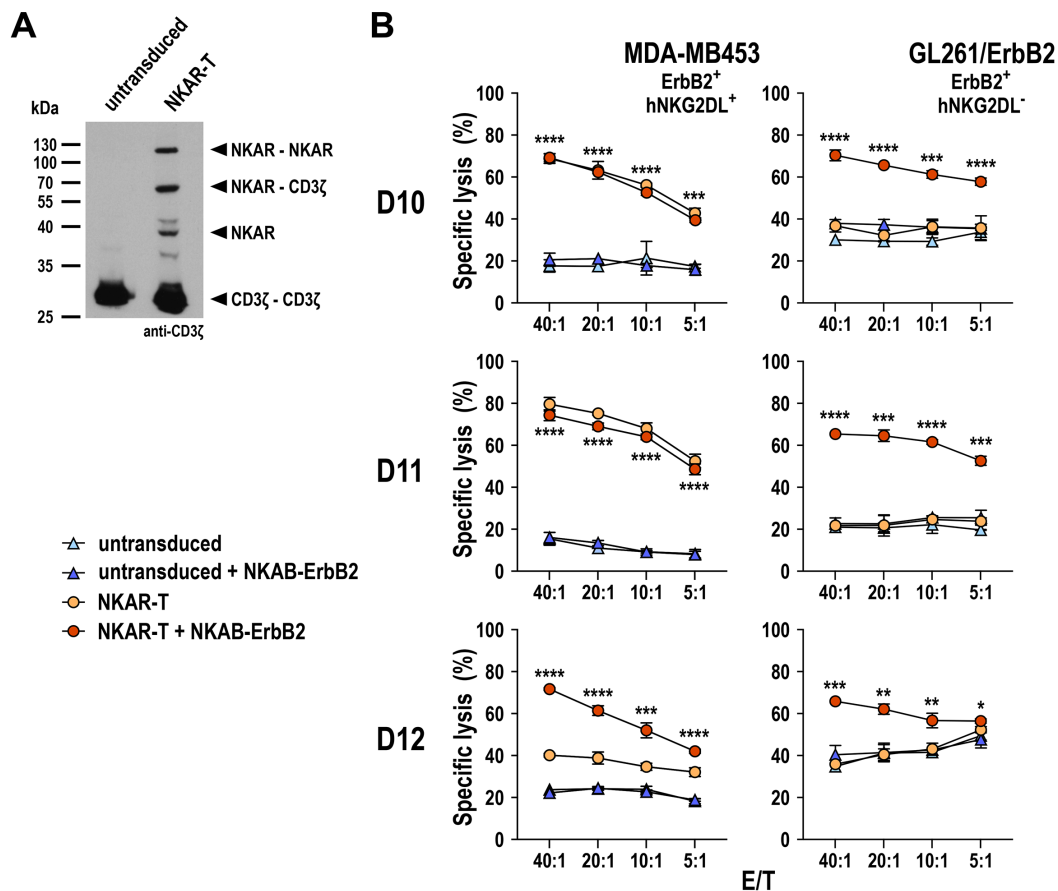 A
untransduced
NKAR-T
kDa
130
100
70
55
40
35
25
NKAR - NKAR
NKAR - CD3ζ
NKAR
CD3ζ - CD3ζ
anti-CD3ζ
untransduced
untransduced + NKAB-ErbB2
NKAR-T
NKAR-T + NKAB-ErbB2
B
MDA-MB453
ErbB2+
hNKG2DL+
GL261/ErbB2
ErbB2+
hNKG2DL-
D10
Specific lysis (%)
100
80
60
40
20
0
**** **** **** ***
40:1 20:1 10:1 5:1
100
80
60
40
20
0
**** **** *** ****
40:1 20:1 10:1 5:1
D11
Specific lysis (%)
100
80
60
40
20
0
**** **** **** ****
40:1 20:1 10:1 5:1
100
80
60
40
20
0
**** *** **** ***
40:1 20:1 10:1 5:1
D12
Specific lysis (%)
100
80
60
40
20
0
**** **** *** ****
40:1 20:1 10:1 5:1
100
80
60
40
20
0
*** ** ** *
40:1 20:1 10:1 5:1
E/T